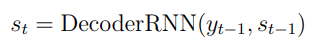 s_t = DecoderRNN(y_{t−1}, s_{t−1})